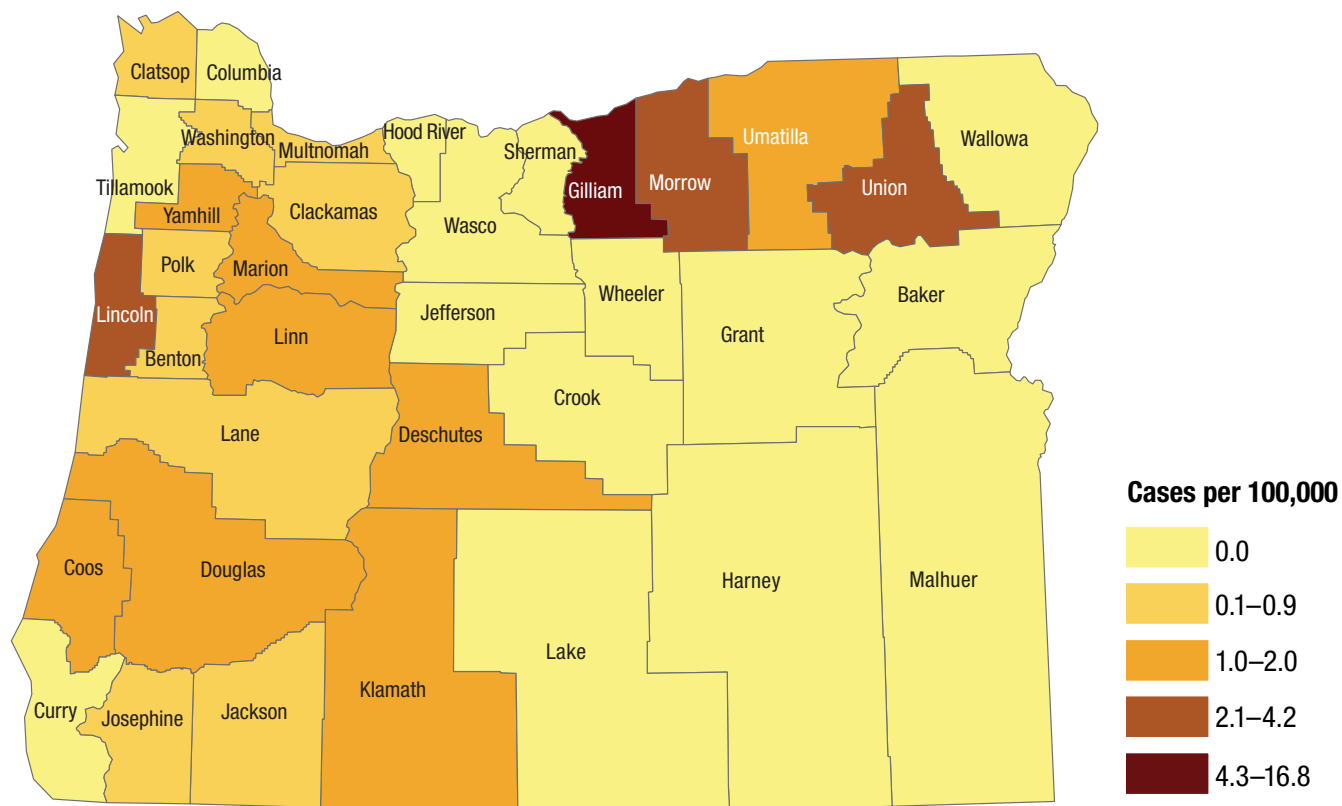 Clatsop
Columbia
Washington
Multnomah
Hood River
Sherman
Umatilla
Wallowa
Tillamook
Gilliam
Morrow
Union
Yamhill
Clackamas
Wasco
Polk
Marion
Wheeler
Baker
Lincoln
Jefferson
Grant
Linn
Benton
Crook
Lane
Deschutes
Coos
Douglas
Harney
Malhuer
Lake
Klamath
Curry
Josephine
Jackson
Cases per 100,000
0.0
0.1–0.9
1.0–2.0
2.1–4.2
4.3–16.8